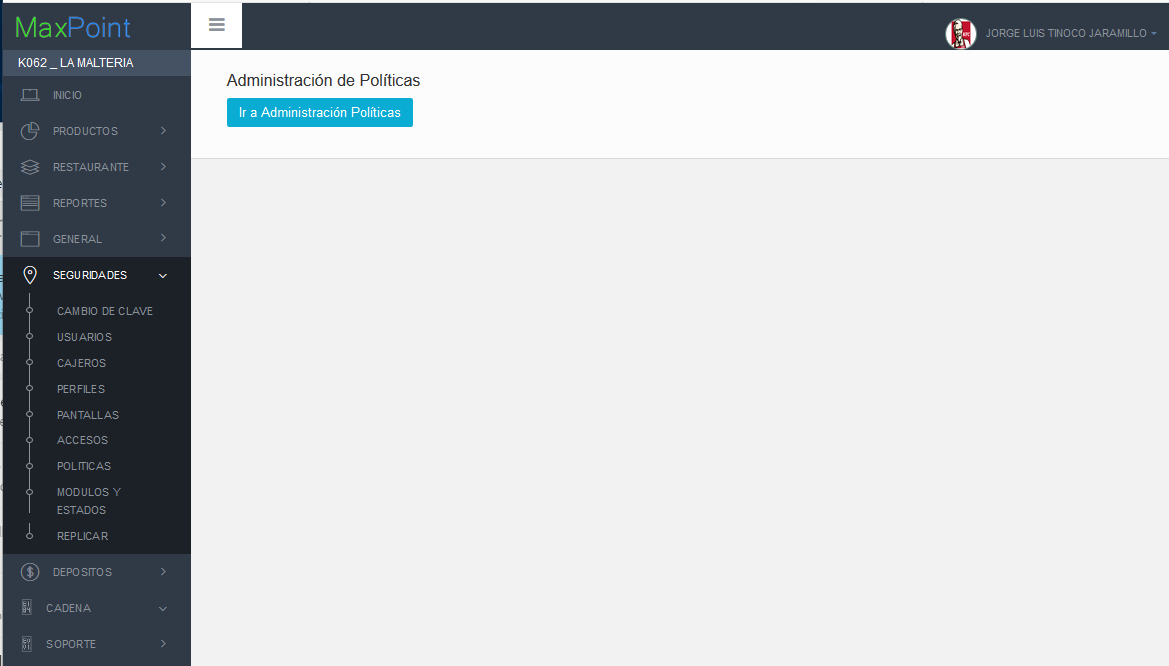 MaxPoint
JORGE LUIS TINOCO JARAMILLO
K062 _ LA MALTERIA
Administración de Políticas
Ir a Administración Políticas
INICIO
PRODUCTOS
RESTAURANTE
REPORTES
GENERAL
SEGURIDADES
CAMBIO DE CLAVE
USUARIOS
CAJEROS
PERFILES
PANTALLAS
ACCESOS
POLITICAS
MODULOS Y
ESTADOS
REPLICAR
DEPOSITOS
CADENA
SOPORTE